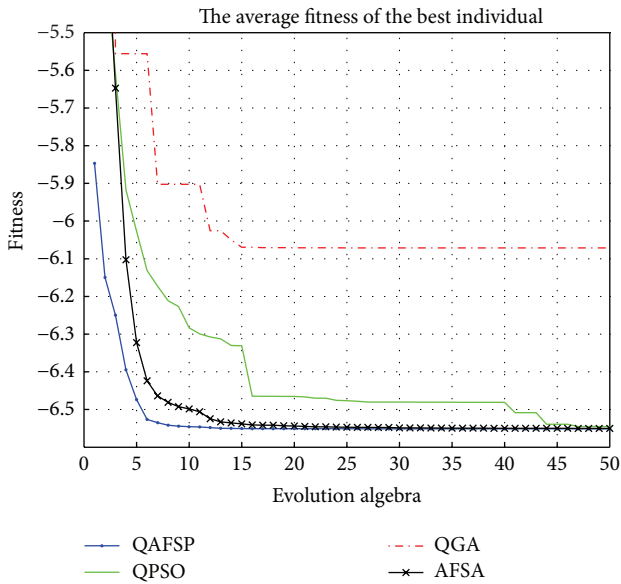 The average fitness of the best individual
−5.5
−5.6
−5.7
−5.8
−5.9
−6
−6.1
−6.2
−6.3
−6.4
−6.5
Fitness
0 5 10 15 20 25 30 35 40 45 50
Evolution algebra
QAFSP QGA
QPSO AFSA